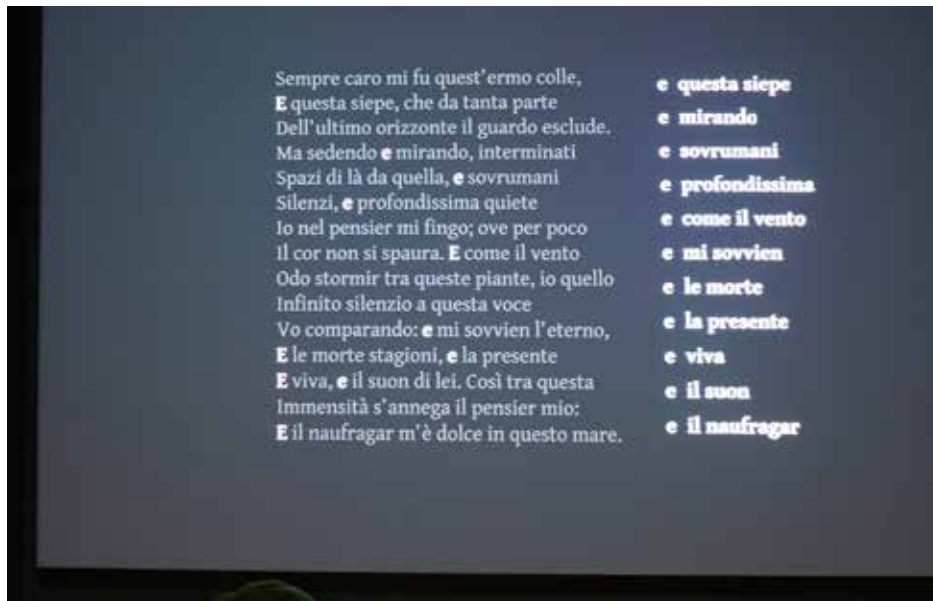 Sempre caro mi fu quest'ermo colle,
E questa siepe, che da tanta parte
Dell'ultimo orizzonte il guardo esclude.
Ma sedendo e mirando, interminati
Spazi di là da quella, e sovrumani
Silenzi, e profondissima quiete
Io nel pensier mi fingo; ove per poco
Il cor non si spaura. E come il vento
Odo stormir tra queste piante, io quello
Infinito silenzio a questa voce
Vo comparando: e mi sovvien l'eterno,
E le morte stagioni, e la presente
E viva, e il suon di lei. Così tra questa
Immensità s'annega il pensier mio:
E il naufragar m'è dolce in questo mare.
e questa siepe
e mirando
e sovrumani
e profondissima
e come il vento
e mi sovvien
e le morte
e la presente
e viva
e il suon
e il naufragar